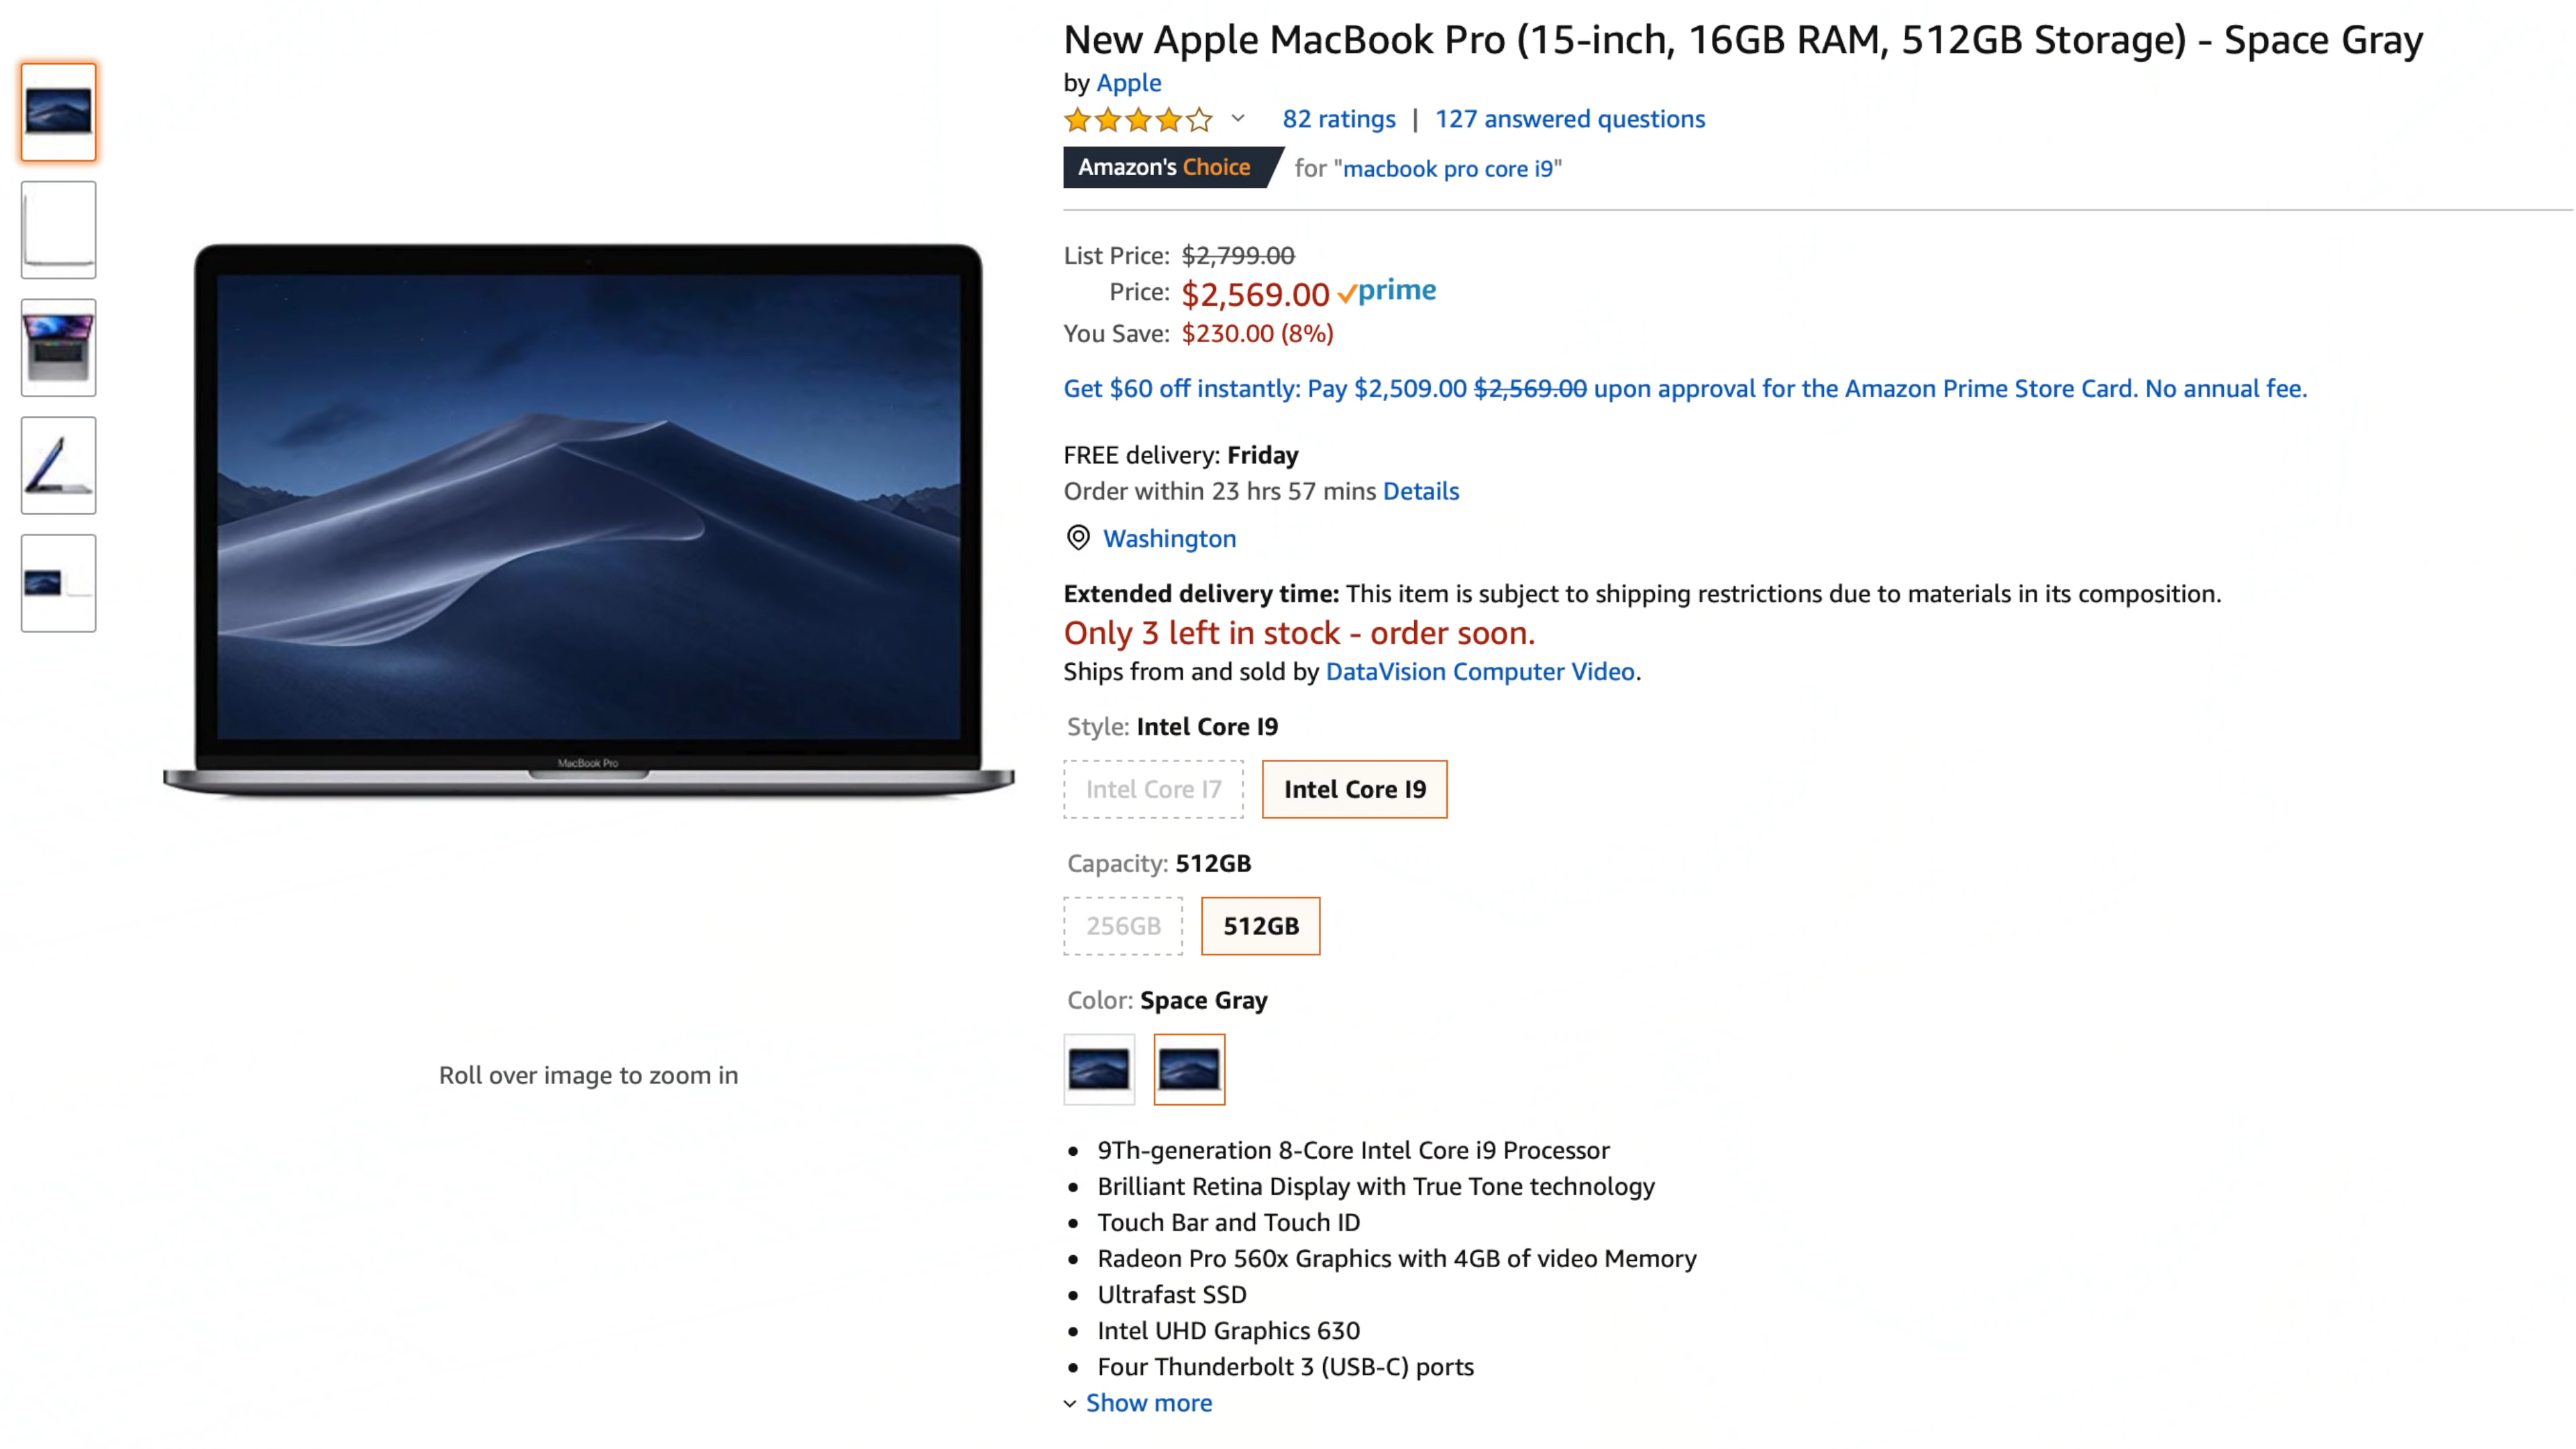 New Apple MacBook Pro (15-inch, 16GB RAM, 512GB Storage) - Space Gray
by Apple
82 ratings | 127 answered questions
Amazon's Choice for "macbook pro core i9"
List Price: $2,799.00
Price: $2,569.00 prime
You Save: $230.00 (8%)
Get $60 off instantly: Pay $2,509.00 $2,569.00 upon approval for the Amazon Prime Store Card. No annual fee.
FREE delivery: Friday
Order within 23 hrs 57 mins Details
Washington
Extended delivery time: This item is subject to shipping restrictions due to materials in its composition.
Only 3 left in stock - order soon.
Ships from and sold by DataVision Computer Video.
Style: Intel Core I9
Intel Core I7 Intel Core I9
Capacity: 512GB
256GB 512GB
Color: Space Gray
MacBook Pro
Roll over image to zoom in
• 9Th-generation 8-Core Intel Core i9 Processor
• Brilliant Retina Display with True Tone technology
• Touch Bar and Touch ID
• Radeon Pro 560x Graphics with 4GB of video Memory
• Ultrafast SSD
• Intel UHD Graphics 630
• Four Thunderbolt 3 (USB-C) ports
Show more